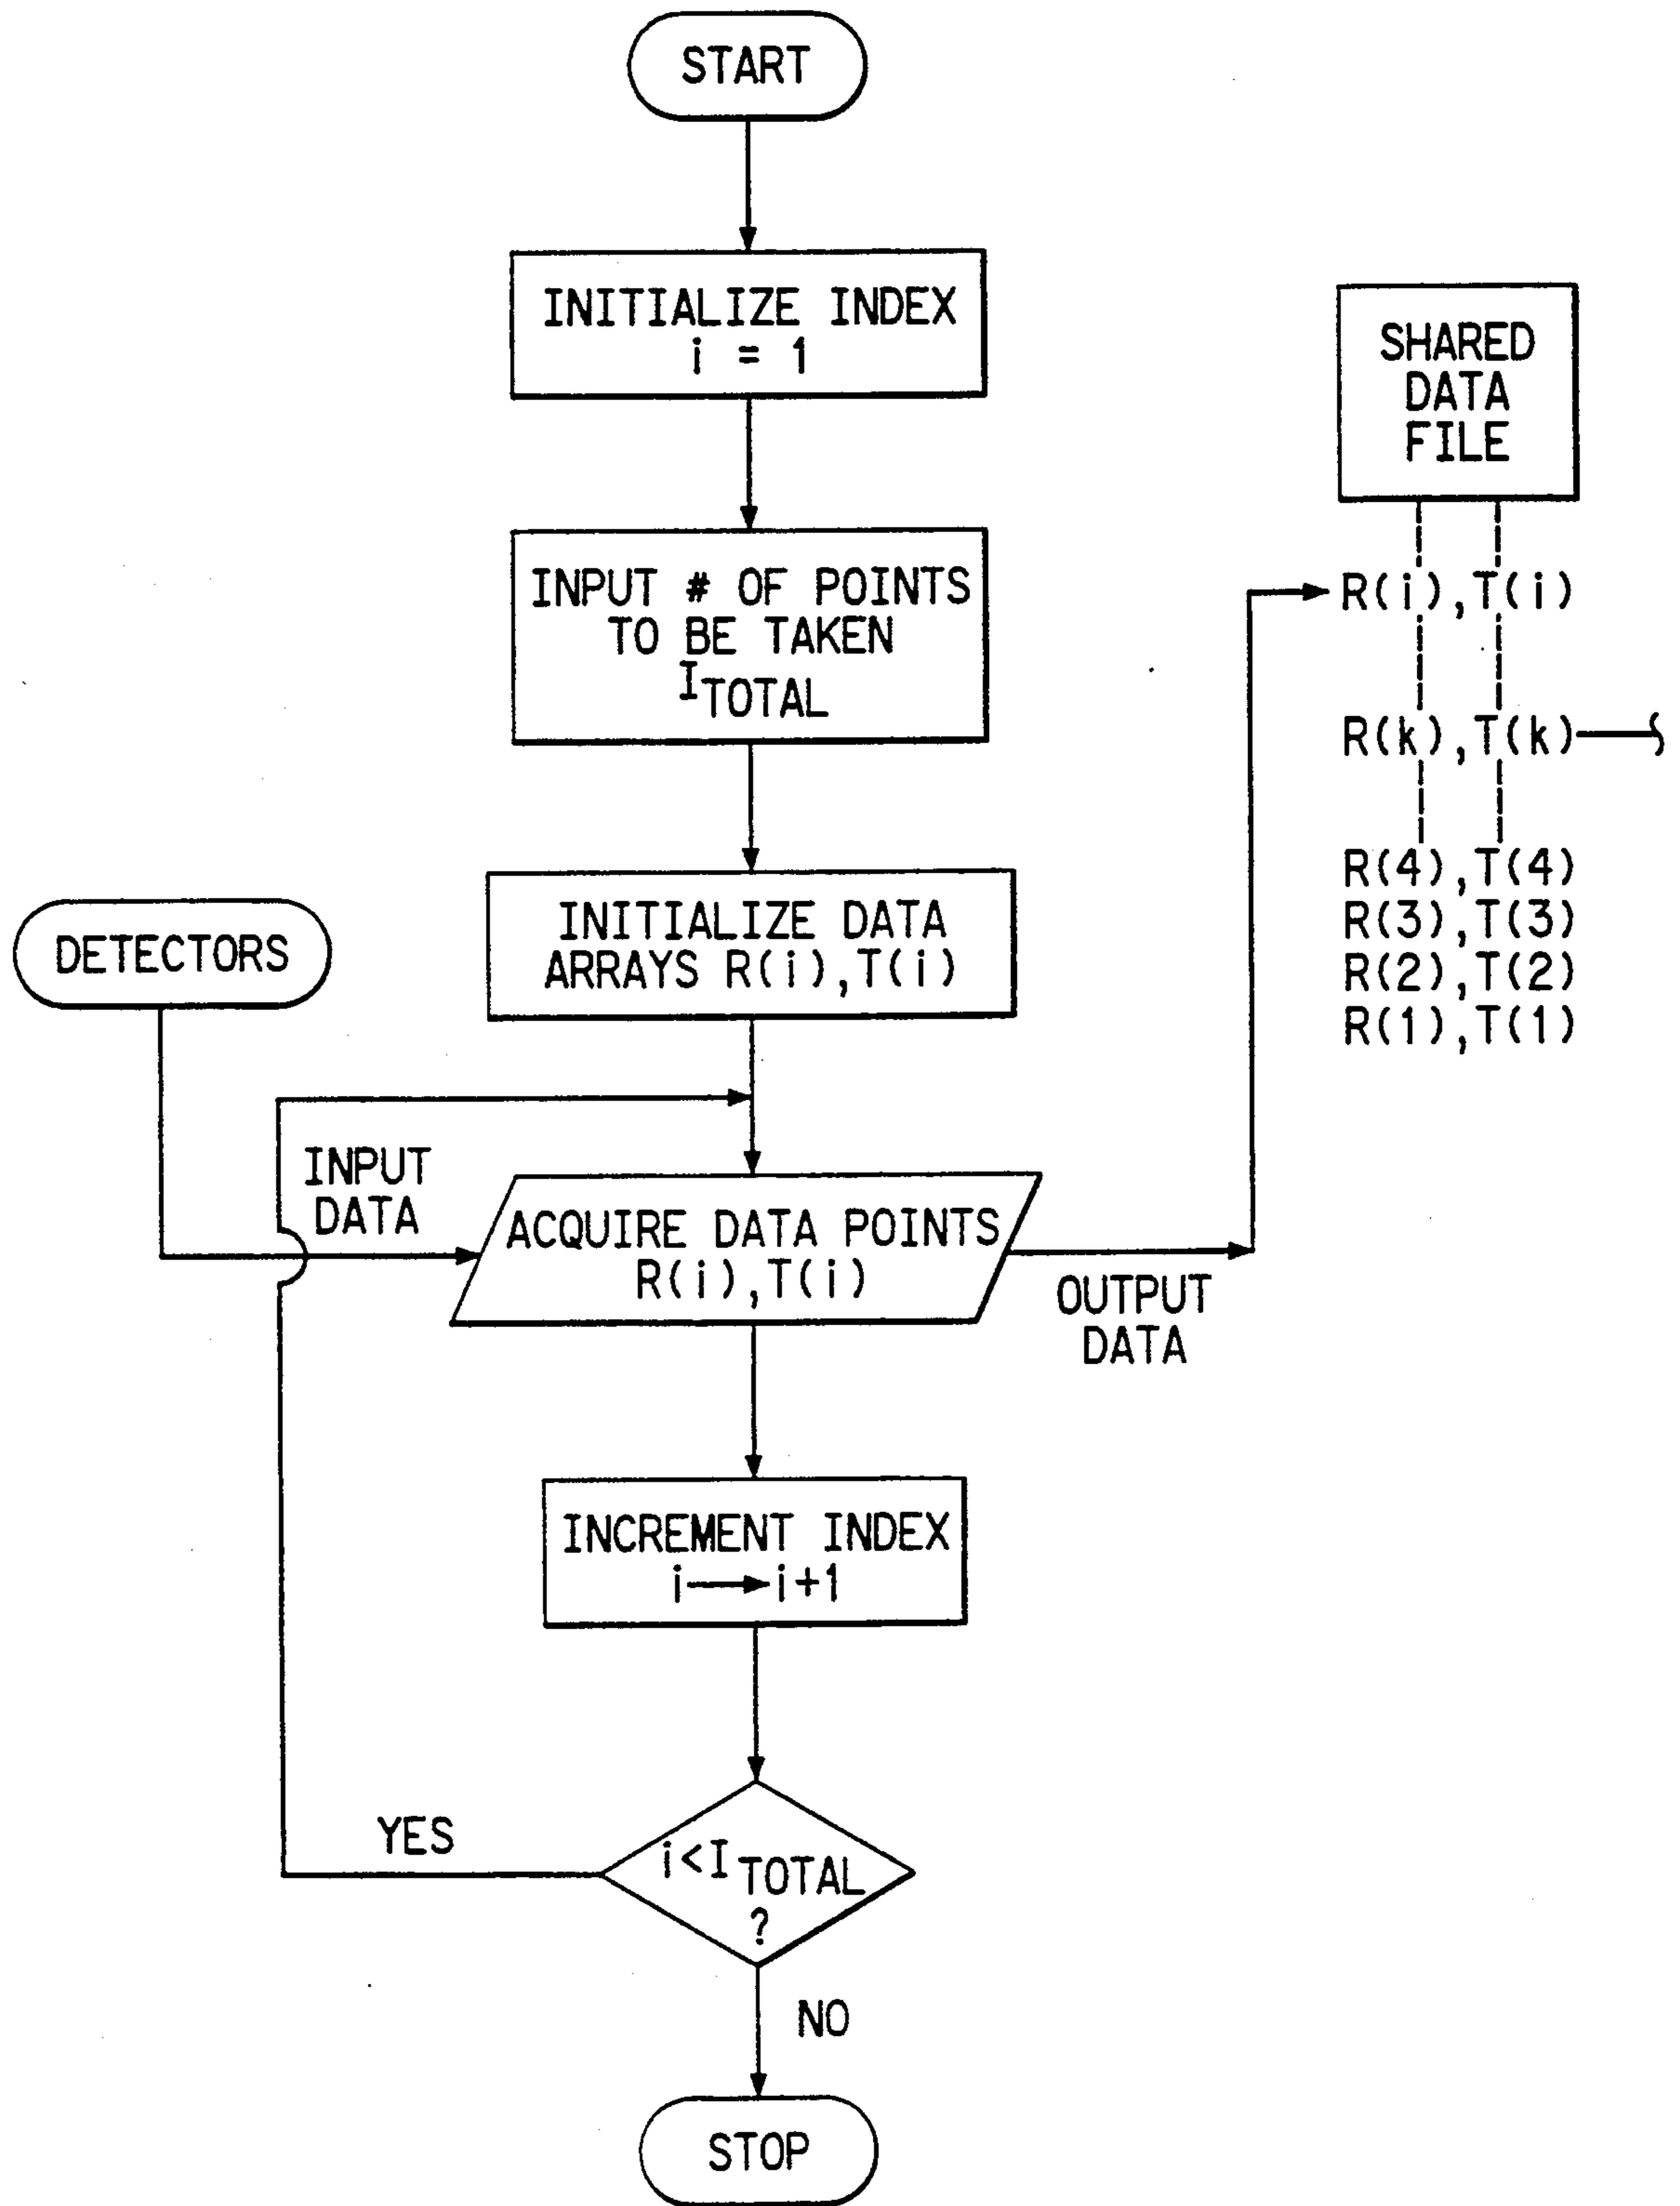 START
INITIALIZE INDEX
i = 1
INPUT # OF POINTS
TO BE TAKEN
I TOTAL
INITIALIZE DATA
ARRAYS R(i),T(i)
DETECTORS
INPUT
DATA
ACQUIRE DATA POINTS
R(i),T(i)
OUTPUT
DATA
INCREMENT INDEX
i→i+1
YES
i<I TOTAL
?
NO
STOP
SHARED
DATA
FILE
R(i),T(i)
R(k),T(k)
R(4),T(4)
R(3),T(3)
R(2),T(2)
R(1),T(1)